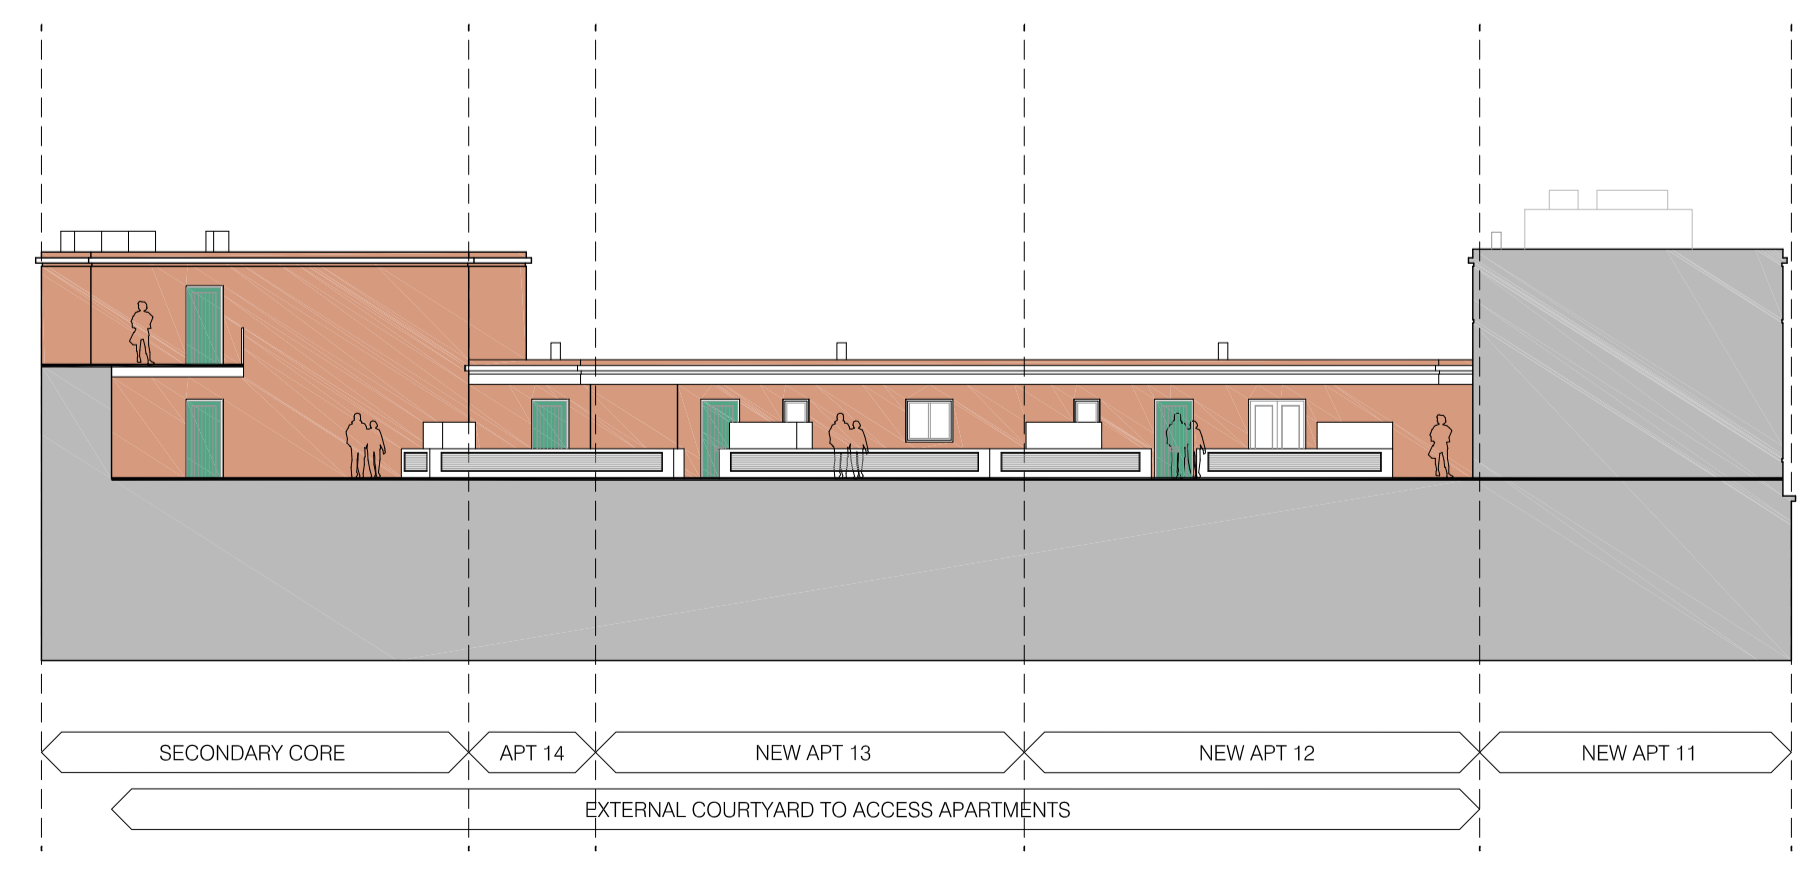 SECONDARY CORE
APT 14
NEW APT 13
NEW APT 12
NEW APT 11
EXTERNAL COURTYARD TO ACCESS APARTMENTS